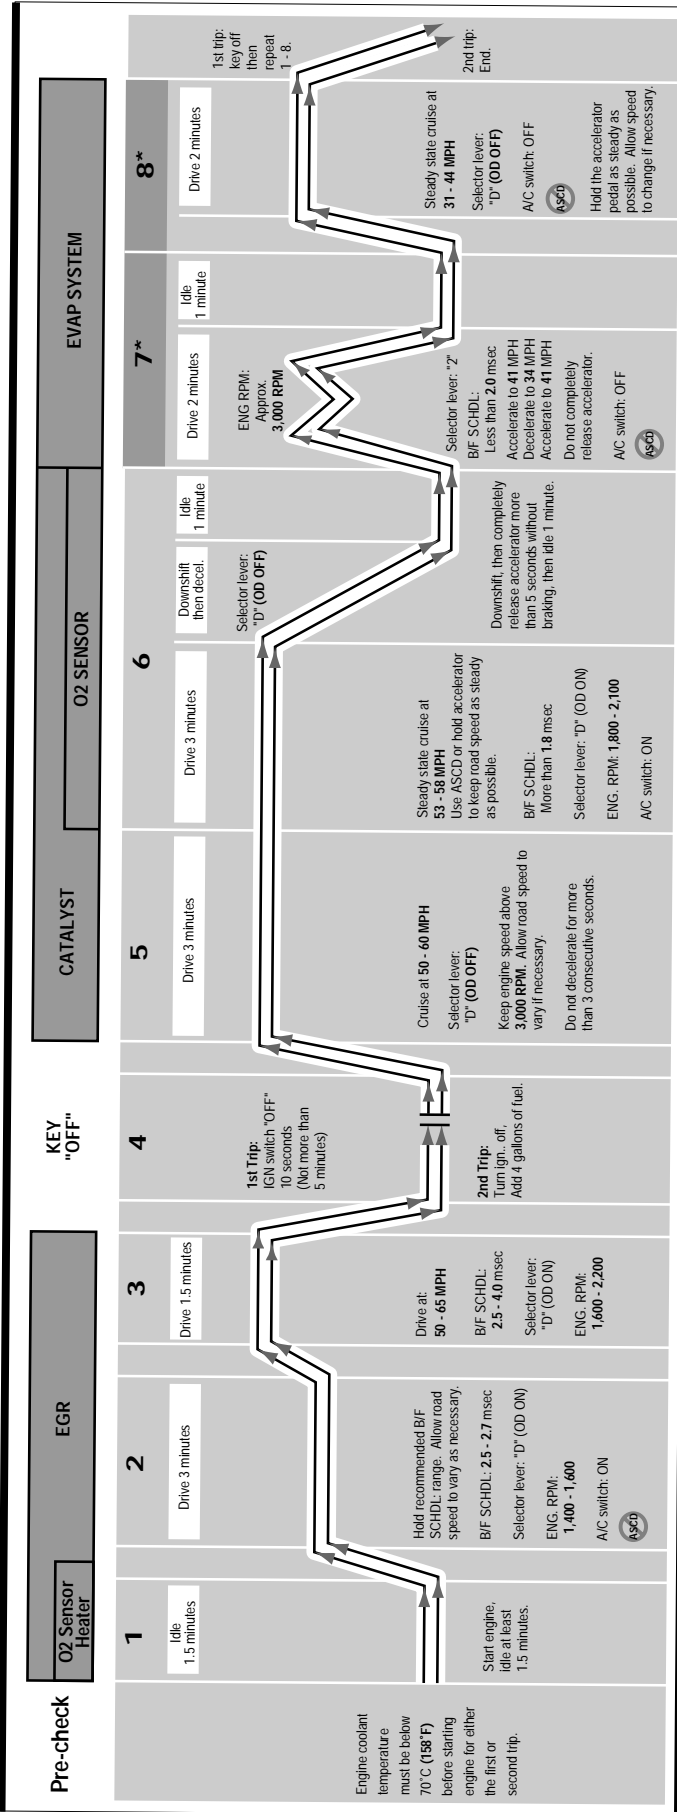 Pre-check
Engine coolant
temperature
must be below
70°C (158°F)
before starting
engine for either
the first or
second trip.
EGR
O2 Sensor
Heater
1
Idle
1.5 minutes
Start engine,
idle at least
1.5 minutes.
2
Drive 3 minutes
Hold recommended B/F
SCHDL: range. Allow road
speed to vary as necessary.
B/F SCHDL: 2.5 - 2.7 msec
Selector lever: "D" (OD ON)
ENG. RPM:
1,400 - 1,600
A/C switch: ON
ASCD
3
Drive 1.5 minutes
Drive at:
50 - 65 MPH
B/F SCHDL:
2.5 - 4.0 msec
Selector lever:
"D" (OD ON)
ENG. RPM:
1,600 - 2,200
KEY
"OFF"
4
1st Trip:
IGN switch "OFF"
10 seconds
(Not more than
5 minutes)
2nd Trip:
Turn ign.. off,
Add 4 gallons of fuel.
CATALYST
5
Drive 3 minutes
Cruise at 50 - 60 MPH
Selector lever:
"D" (OD OFF)
Keep engine speed above
3,000 RPM. Allow road speed to
vary if necessary.
Do not decelerate for more
than 3 consecutive seconds.
O2 SENSOR
6
Drive 3 minutes
Steady state cruise at
53 - 58 MPH
Use ASCD or hold accelerator
to keep road speed as steady
as possible.
B/F SCHDL:
More than 1.8 msec
Selector lever: "D" (OD ON)
ENG. RPM: 1,800 - 2,100
A/C switch: ON
Downshift
then decel.
Selector lever:
"D" (OD OFF)
Idle
1 minute
Downshift, then completely
release accelerator more
than 5 seconds without
braking, then idle 1 minute.
EVAP SYSTEM
7*
Drive 2 minutes
ENG RPM:
Approx.
3,000 RPM
Selector lever: "2"
B/F SCHDL:
Less than 2.0 msec
Accelerate to 41 MPH
Decelerate to 34 MPH
Accelerate to 41 MPH
Do not completely
release accelerator.
A/C switch: OFF
ASCD
Idle
1 minute
8*
Drive 2 minutes
Steady state cruise at
31 - 44 MPH
Selector lever:
"D" (OD OFF)
A/C switch: OFF
ASCD
Hold the accelerator
pedal as steady as
possible. Allow speed
to change if necessary.
1st trip:
key off
then
repeat
1 - 8.
2nd trip:
End.